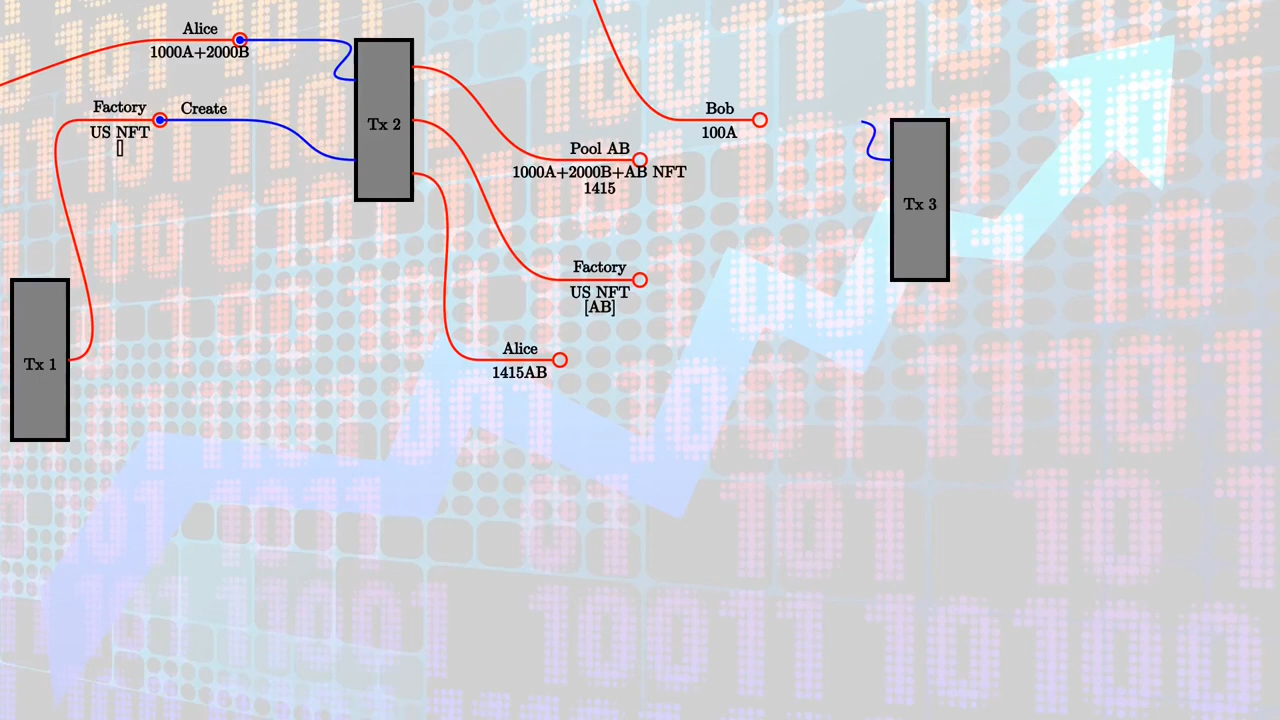 Alice
1000A+2000B
Factory
Create
US NFT
[]
Tx 2
Bob
100A
Pool AB
1000A+2000B+AB NFT
1415
Tx 3
Factory
US NFT
[AB]
Alice
1415AB
Tx 1